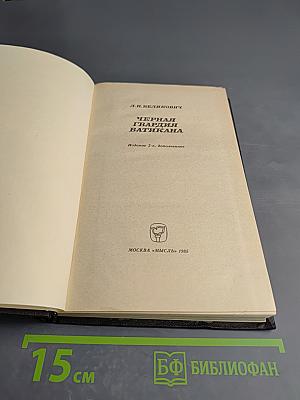 Л.Н. ВЕЛИКОВИЧ
ЧЕРНАЯ
ГВАРДИЯ
ВАТИКАНА
Издание 2-е, дополненное
МОСКВА «МЫСЛЬ» 1985
15 СМ
БФ БИБЛИОФАН